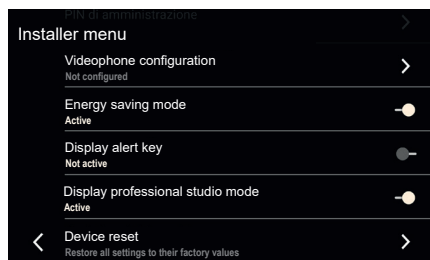 PIN di amministrazione
Installer menu
Videophone configuration
Not configured
Energy saving mode
Active
Display alert key
Not active
Display professional studio mode
Active
Device reset
Restore all settings to their factory values